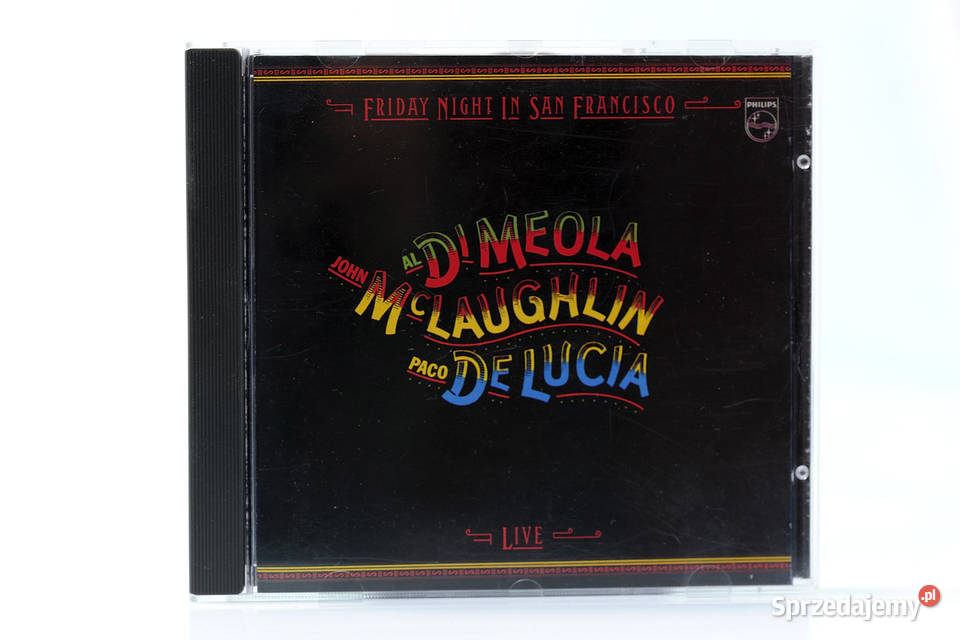 FRIDAY NIGHT IN SAN FRANCISCO
PHILIPS
AL DI MEOLA
JOHN McLAUGHLIN
PACO DE LUCIA
LIVE
Sprzedajemy.pl